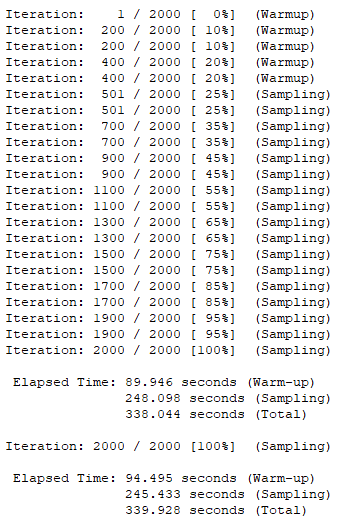 Iteration:    1 / 2000 [  0%]  (Warmup)
Iteration:  200 / 2000 [ 10%]  (Warmup)
Iteration:  200 / 2000 [ 10%]  (Warmup)
Iteration:  400 / 2000 [ 20%]  (Warmup)
Iteration:  400 / 2000 [ 20%]  (Warmup)
Iteration:  501 / 2000 [ 25%]  (Sampling)
Iteration:  501 / 2000 [ 25%]  (Sampling)
Iteration:  700 / 2000 [ 35%]  (Sampling)
Iteration:  700 / 2000 [ 35%]  (Sampling)
Iteration:  900 / 2000 [ 45%]  (Sampling)
Iteration:  900 / 2000 [ 45%]  (Sampling)
Iteration: 1100 / 2000 [ 55%]  (Sampling)
Iteration: 1100 / 2000 [ 55%]  (Sampling)
Iteration: 1300 / 2000 [ 65%]  (Sampling)
Iteration: 1300 / 2000 [ 65%]  (Sampling)
Iteration: 1500 / 2000 [ 75%]  (Sampling)
Iteration: 1500 / 2000 [ 75%]  (Sampling)
Iteration: 1700 / 2000 [ 85%]  (Sampling)
Iteration: 1700 / 2000 [ 85%]  (Sampling)
Iteration: 1900 / 2000 [ 95%]  (Sampling)
Iteration: 1900 / 2000 [ 95%]  (Sampling)
Iteration: 2000 / 2000 [100%]  (Sampling)
Elapsed Time: 89.946 seconds (Warm-up)
248.098 seconds (Sampling)
338.044 seconds (Total)
Iteration: 2000 / 2000 [100%]  (Sampling)
Elapsed Time: 94.495 seconds (Warm-up)
245.433 seconds (Sampling)
339.928 seconds (Total)